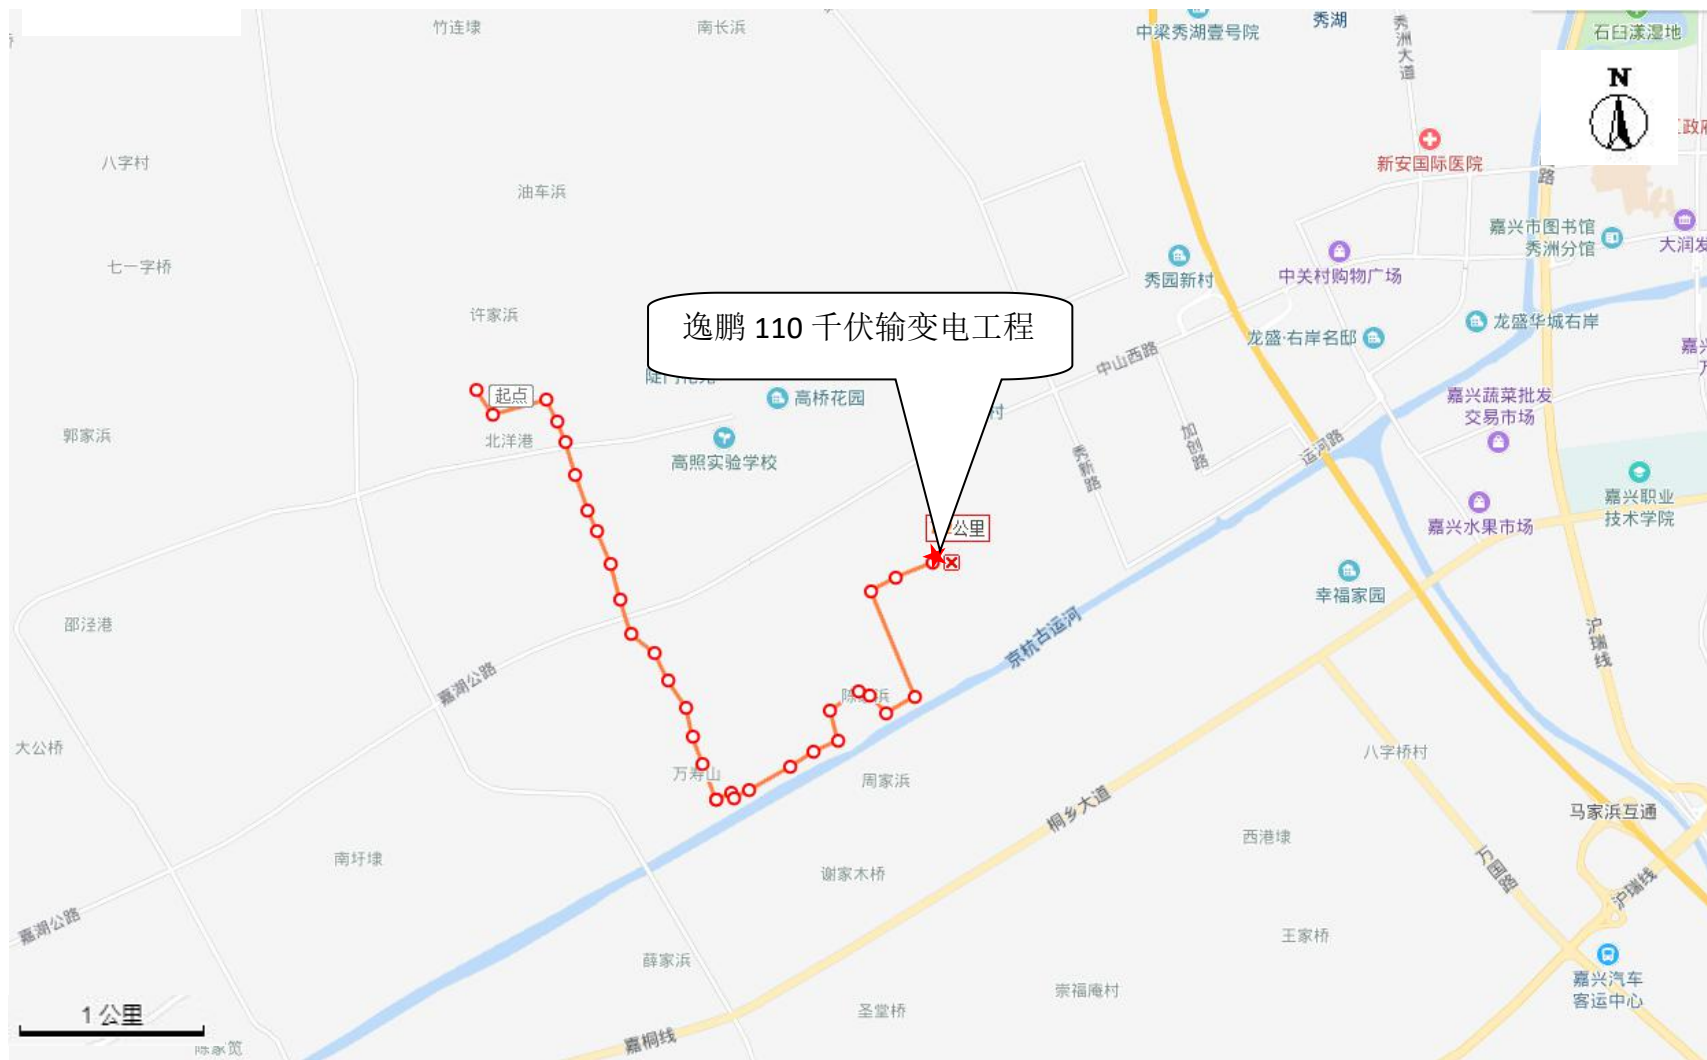 竹连埭
南长浜
中梁秀湖壹号院
秀湖
秀洲大道
石臼漾湿地
N
新安国际医院
路
八字村
油车浜
嘉兴市图书馆
秀洲分馆
大润发
七一字桥
秀园新村
中关村购物广场
许家浜
逸鹏 110 千伏输变电工程
龙盛·右岸名邸
龙盛华城右岸
中山西路
起点
高桥花园
村
嘉兴蔬菜批发
交易市场
郭家浜
北洋港
高照实验学校
秀新路
加创路
运河路
嘉兴职业
技术学院
嘉兴水果市场
公里
幸福家园
邵泾港
京杭古运河
沪瑞线
嘉湖公路
大公桥
万寿山
周家浜
八字桥村
桐乡大道
马家浜互通
西港埭
南圩埭
谢家木桥
万国路
沪瑞线
嘉湖公路
王家桥
薛家浜
嘉兴汽车
客运中心
崇福庵村
圣堂桥
1 公里
嘉桐线